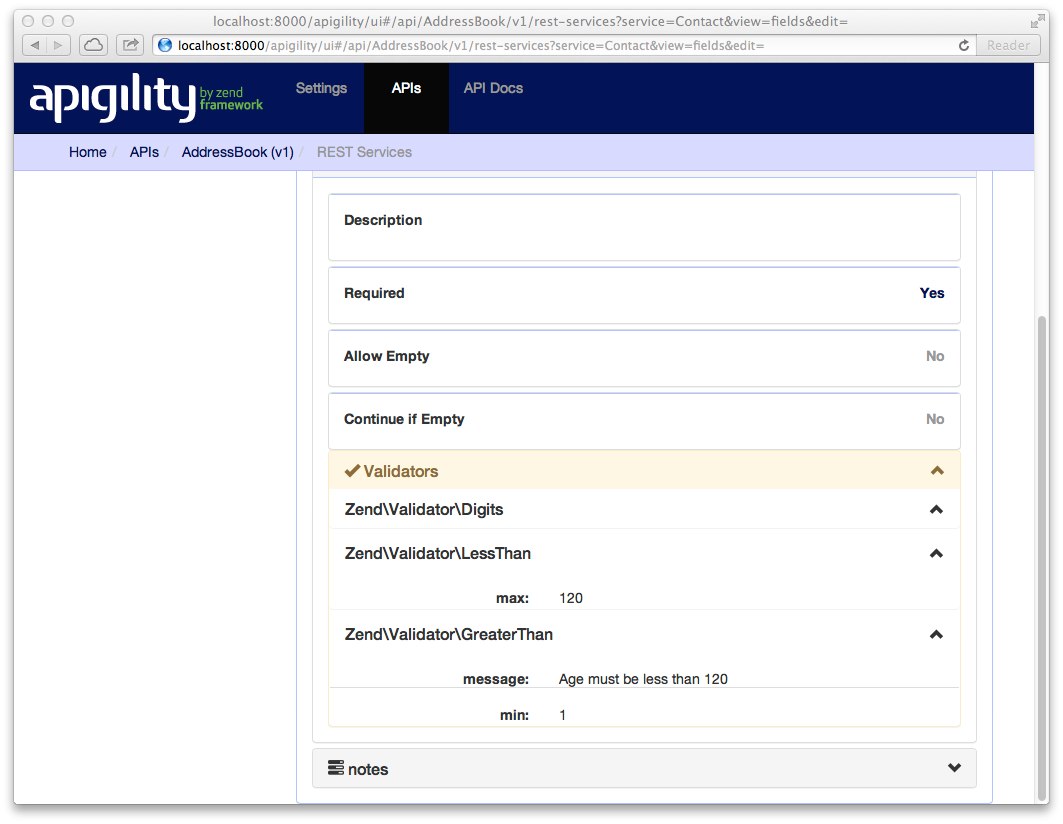 localhost:8000/apigility/ui#/api/AddressBook/v1/rest-services?service=Contact&view=fields&edit=
localhost:8000/apigility/ui#/api/AddressBook/v1/rest-services?service=Contact&view=fields&edit= Reader
apigility by zend framework Settings APIs API Docs
Home / APIs / AddressBook (v1) / REST Services
Description
Required Yes
Allow Empty No
Continue if Empty No
Validators
Zend\Validator\Digits
Zend\Validator\LessThan
max: 120
Zend\Validator\GreaterThan
message: Age must be less than 120
min: 1
notes